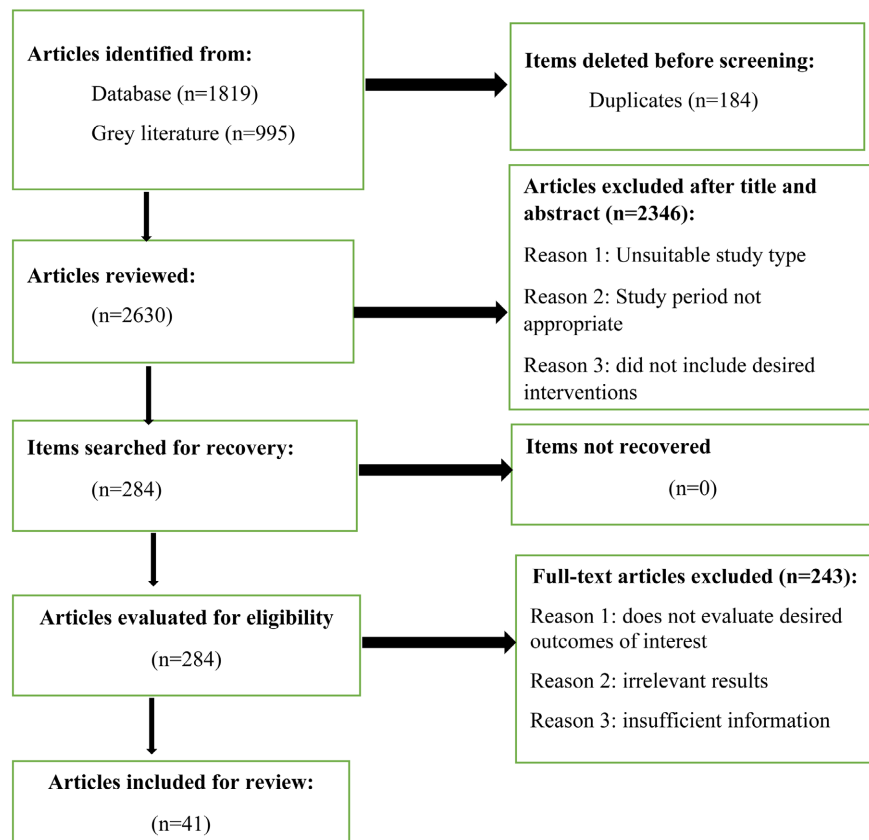 Articles identified from:
Database (n=1819)
Grey literature (n=995)
Items deleted before screening:
Duplicates (n=184)
Articles reviewed:
(n=2630)
Articles excluded after title and
abstract (n=2346):
Reason 1: Unsuitable study type
Reason 2: Study period not
appropriate
Reason 3: did not include desired
interventions
Items searched for recovery:
(n=284)
Items not recovered
(n=0)
Articles evaluated for eligibility
(n=284)
Full-text articles excluded (n=243):
Reason 1: does not evaluate desired
outcomes of interest
Reason 2: irrelevant results
Reason 3: insufficient information
Articles included for review:
(n=41)